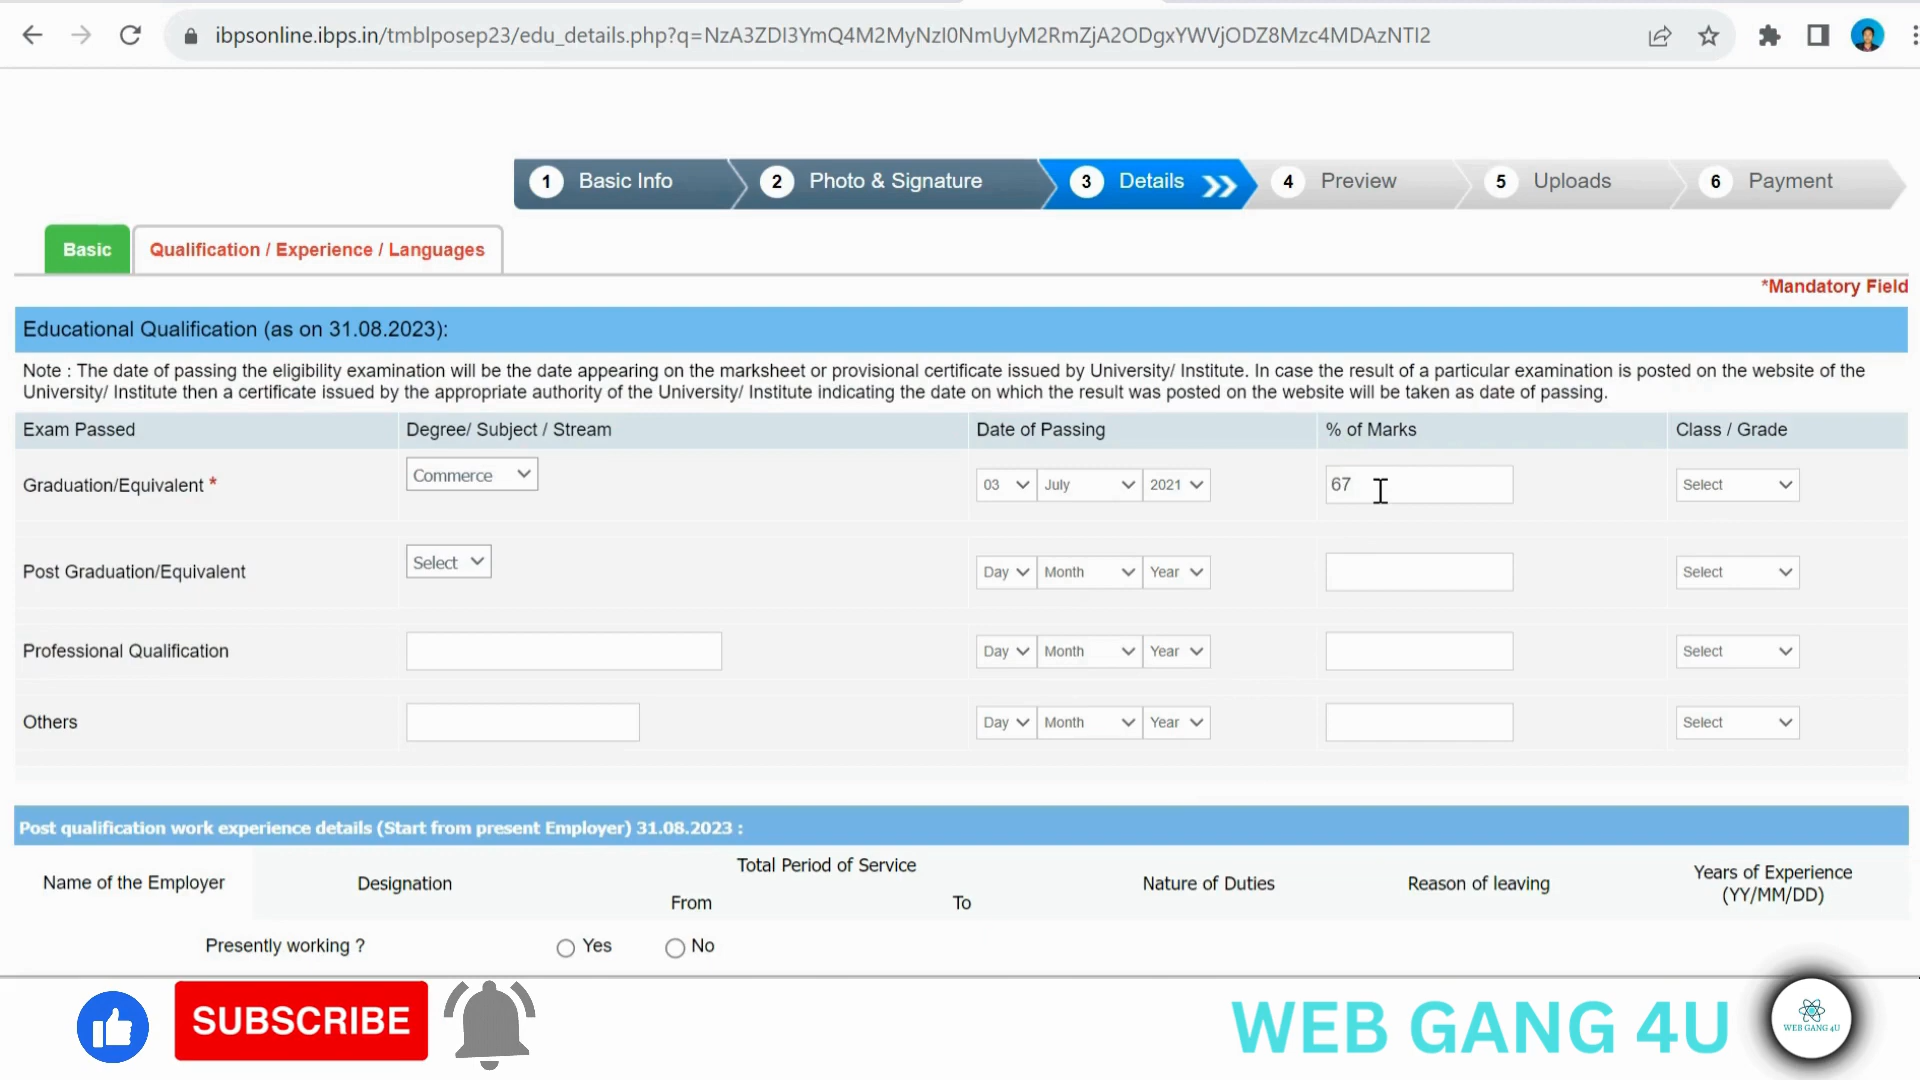 ibpsonline.ibps.in/tmblposep23/edu_details.php?q=NzA3ZDI3YmQ4M2MyNzI0NmUyM2RmZjA2ODgxYWVjODZ8Mzc4MDAzNTI2
1 Basic Info 2 Photo & Signature 3 Details 4 Preview 5 Uploads 6 Payment
Basic Qualification / Experience / Languages
*Mandatory Field
Educational Qualification (as on 31.08.2023):
Note : The date of passing the eligibility examination will be the date appearing on the marksheet or provisional certificate issued by University/ Institute. In case the result of a particular examination is posted on the website of the
University/ Institute then a certificate issued by the appropriate authority of the University/ Institute indicating the date on which the result was posted on the website will be taken as date of passing.
Exam Passed Degree/ Subject / Stream Date of Passing % of Marks Class / Grade
Graduation/Equivalent * Commerce 03 July 2021 67 Select
Post Graduation/Equivalent Select Day Month Year Select
Professional Qualification Day Month Year Select
Others Day Month Year Select
Post qualification work experience details (Start from present Employer) 31.08.2023 :
Name of the Employer Designation Total Period of Service Nature of Duties Reason of leaving Years of Experience
From To (YY/MM/DD)
Presently working ? Yes No
SUBSCRIBE WEB GANG 4U WEB GANG 4U